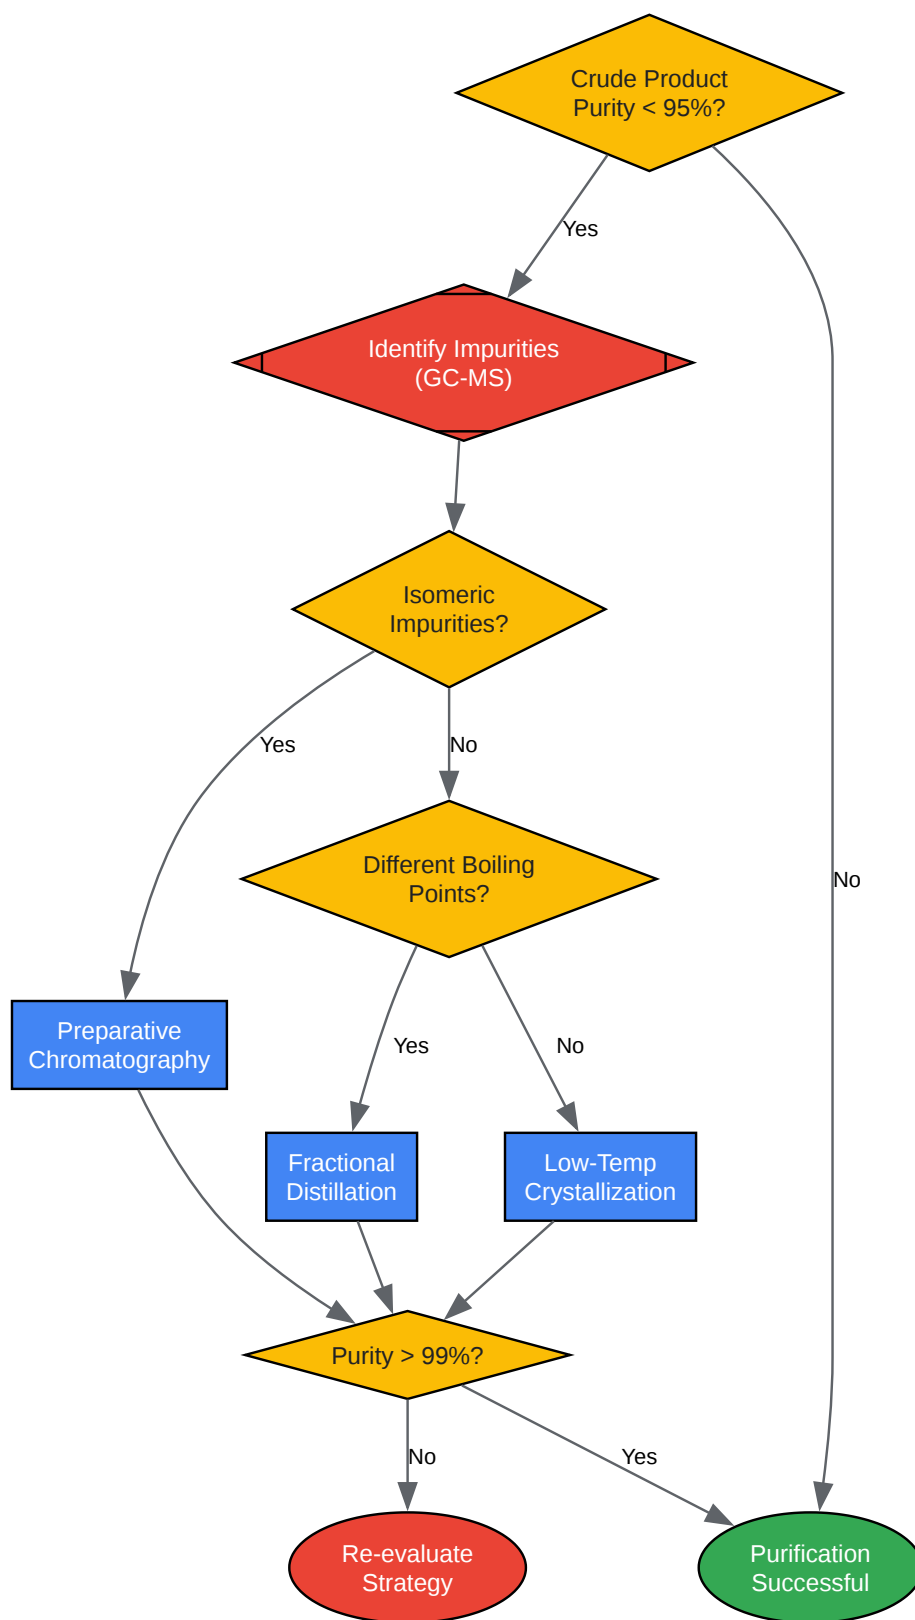 Crude Product
Purity < 95%?
Yes
Identify Impurities
(GC-MS)
Isomeric
Impurities?
Yes
No
Different Boiling
Points?
No
Preparative
Chromatography
Yes
No
Fractional
Distillation
Low-Temp
Crystallization
Purity > 99%?
No
Yes
Re-evaluate
Strategy
Purification
Successful